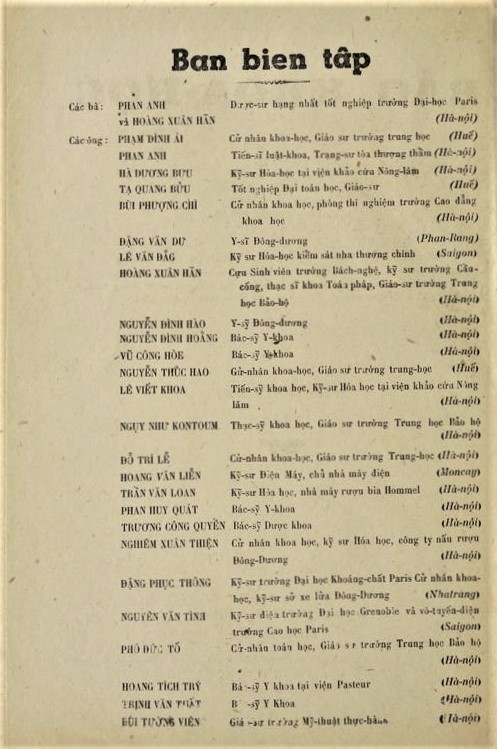 Ban biên tập
Các bà : PHAN ANH Dược-sư hạng nhất tốt nghiệp trường Đại-học Paris
và HOÀNG XUÂN HÃN (Hà-nội)
Các ông : PHẠM ĐÌNH ÁI Cử nhân khoa-học, Giáo sư trường trung học (Huế)
PHAN ANH Tiến-sĩ luật-khoa, Trạng-sư tòa thượng thẩm (Hà-nội)
HÀ DƯƠNG BƯU Kỹ-sư Hóa-học tại viện khảo cứu Nông-lâm (Hà-nội)
TẠ QUANG BỬU Tốt nghiệp Đại toán học, Giáo-sư (Huế)
BÙI PHƯỢNG CHÌ Cử nhân khoa học, phòng thí nghiệm trường Cao đẳng
khoa học (Hà-nội)
ĐẶNG VĂN DƯ Y-sĩ Đông-dương (Phan-Rang)
LÊ VĂN ĐẮG Kỹ sư Hóa-học kiểm sát nha thương chính (Saigon)
HOÀNG XUÂN HÃN Cựu Sinh viên trường Bách-nghệ, kỹ sư trường Cầu-
cống, thạc sĩ khoa Toán pháp, Giáo-sư trường Trung
học Bảo-hộ (Hà-nội)
NGUYỄN ĐÌNH HÀO Y-sỹ Đông-dương (Hà-nội)
NGUYỄN ĐÌNH HOẰNG Bác-sỹ Y-khoa (Hà-nội)
VŨ CÔNG HÒE Bác-sỹ Y-khoa (Hà-nội)
NGUYỄN THÚC HAO Cử-nhân khoa-học, Giáo sư trường trung-học (Huế)
LÊ VIẾT KHOA Tiến-sỹ khoa học, Kỹ-sư Hóa học tại viện khảo cứu Nông
lâm (Hà-nội)
NGỤY NHƯ KONTOUM Thạc-sỹ khoa học, Giáo sư trường Trung học Bảo hộ
(Hà-nội)
ĐỖ TRÍ LỄ Cử-nhân khoa-học, Giáo sư trường Trung-học (Hà-nội)
HOANG VĂN LIỄN Kỹ-sư Điện Máy, chủ nhà máy điện (Moncay)
TRẦN VĂN LOAN Kỹ-sư Hóa học, nhà máy rượu bia Hommel (Hà-nội)
PHAN HUY QUÁT Bác-sỹ Y-khoa (Hà-nội)
TRƯƠNG CÔNG QUYỀN Bác-sỹ Dược khoa (Hà-nội)
NGHIÊM XUÂN THIỆN Cử nhân khoa học, kỹ sư Hóa học, công ty nấu rượu
Đông-Dương (Hà-nội)
ĐẶNG PHỤC THÔNG Kỹ-sư trường Đại học Khoáng-chất Paris Cử nhân khoa-
học, kỹ-sư sở xe lửa Đông-Dương (Nhatrang)
NGUYỄN VĂN TÌNH Kỹ-sư điện trường Đại học Grenoble và vô-tuyến-điện
trường Cao học Paris (Saigon)
PHÓ ĐỨC TỐ Cử-nhân toán học, Giáo sư trường Trung học Bảo hộ
(Hà-nội)
HOANG TÍCH TRÝ Bác-sỹ Y khoa tại viện Pasteur (Hà-nội)
TRỊNH VĂN TUẤT Bác-sỹ Y khoa (Hà-nội)
BÙI TƯỜNG VIÊN Giáo-sư trường Mỹ-thuật thực-hành (Hà-nội)